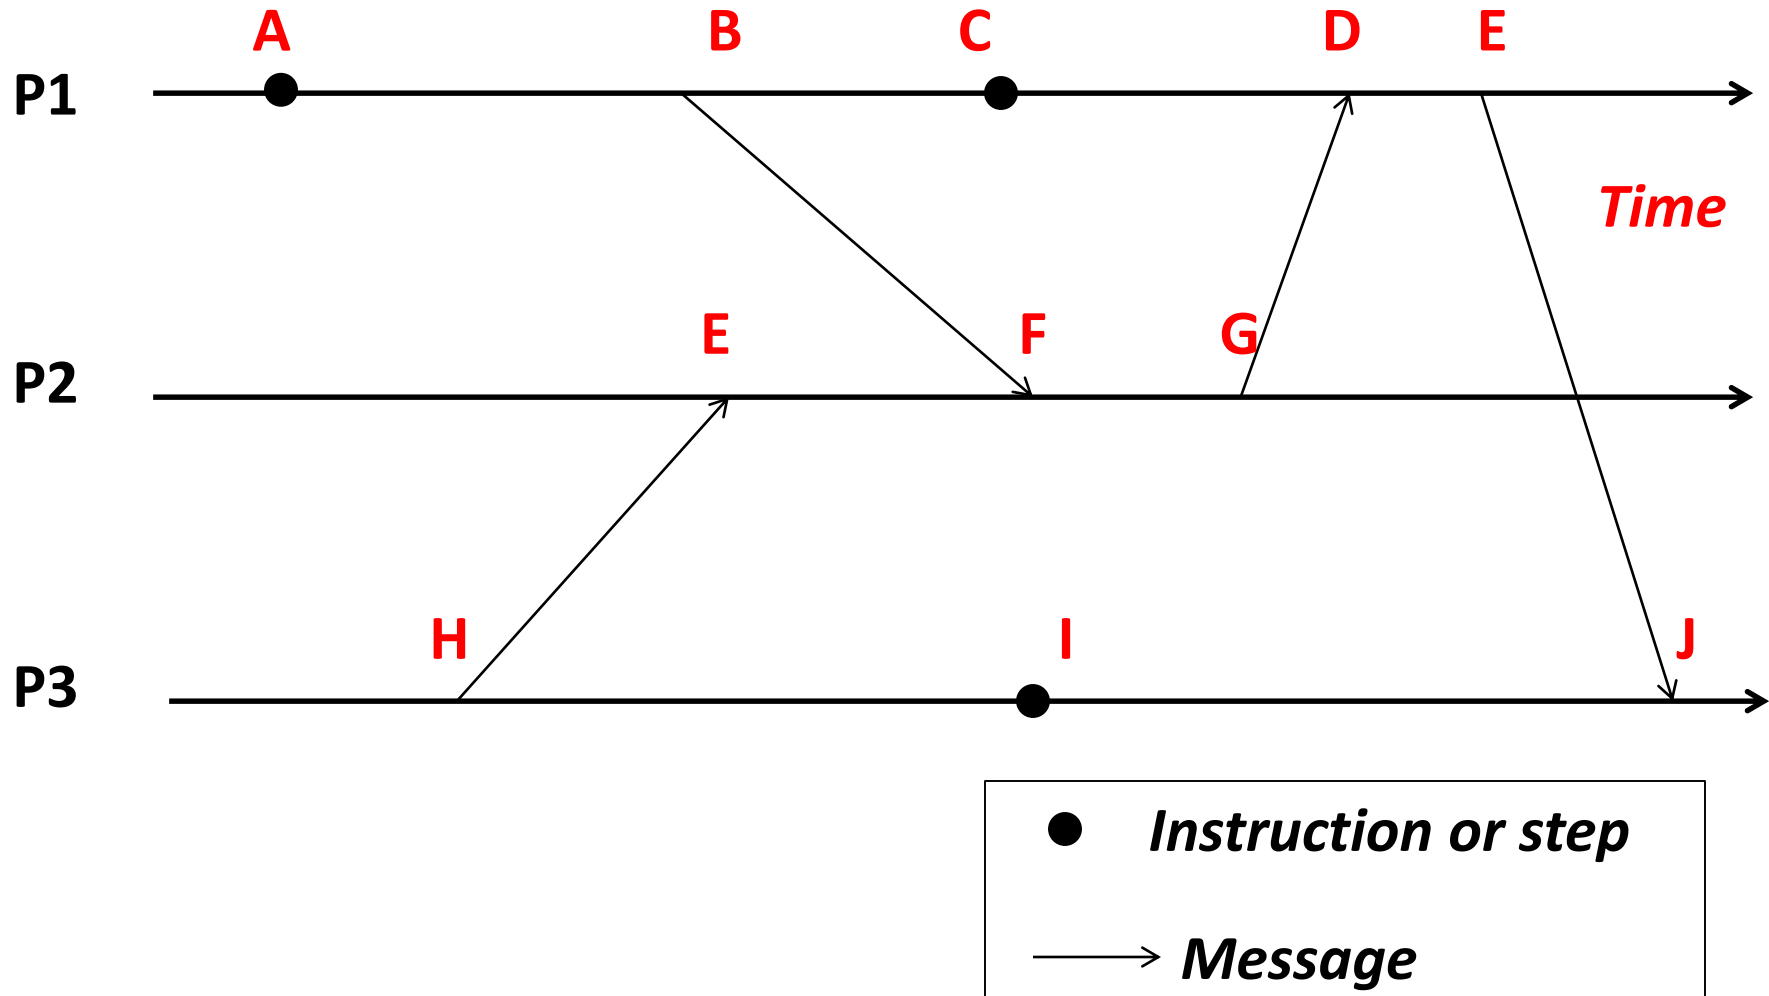 A B C D E
P1
Time
E F G
P2
H I J
P3
Instruction or step
Message